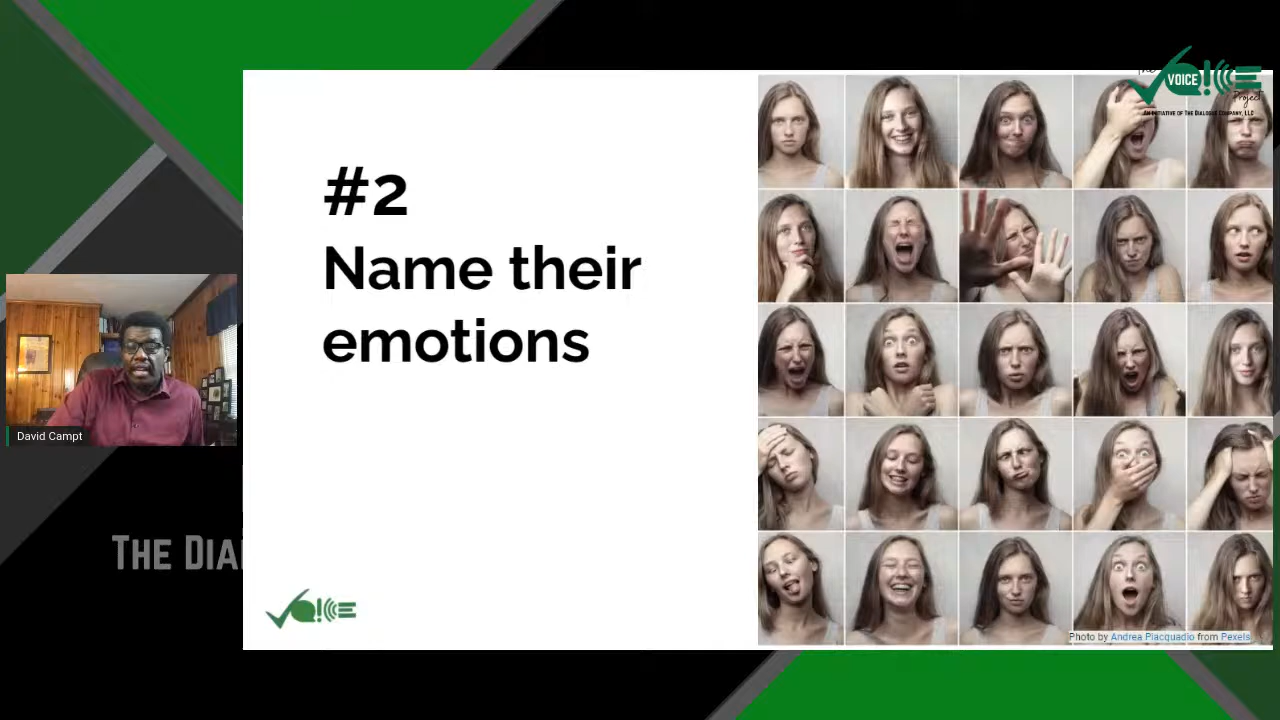 VOICE
Project
AN INITIATIVE OF THE DIALOGUE COMPANY, LLC
#2
Name their
emotions
David Campt
THE DIA
Photo by Andrea Piacquadio from Pexels